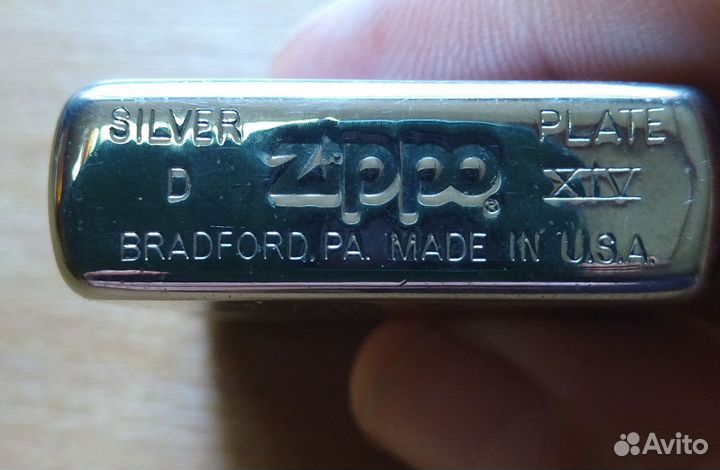 SILVER PLATE
D zippo® XIV
BRADFORD, PA. MADE IN U.S.A.
Avito